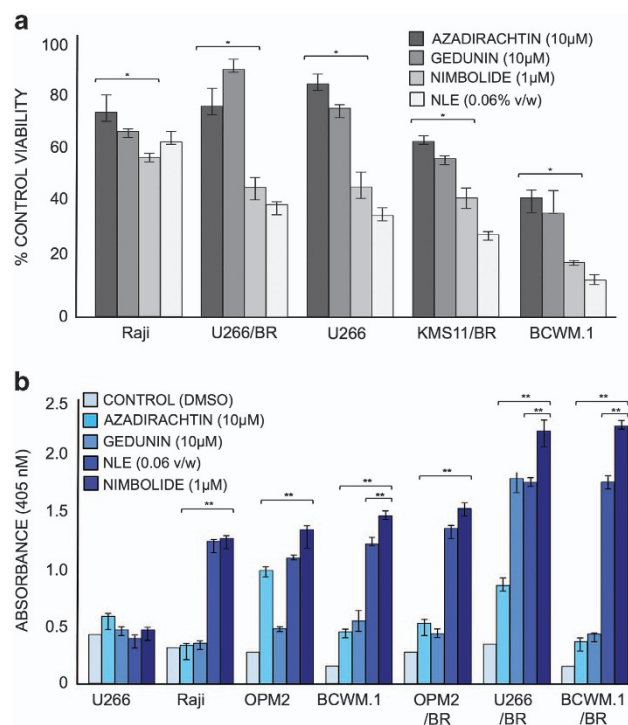 a
100
80
60
40
20
0
% CONTROL VIABILITY
AZADIRACHTIN (10µM)
GEDUNIN (10µM)
NIMBOLIDE (1µM)
NLE (0.06% v/w)
* * * * *
Raji U266/BR U266 KMS11/BR BCWM.1
b
2.5
2.0
1.5
1.0
0.5
0
ABSORBANCE (405 nM)
CONTROL (DMSO)
AZADIRACHTIN (10µM)
GEDUNIN (10µM)
NLE (0.06 v/w)
NIMBOLIDE (1µM)
** ** ** ** ** ** ** ** **
U266 Raji OPM2 BCWM.1 OPM2 U266 BCWM.1
/BR /BR /BR